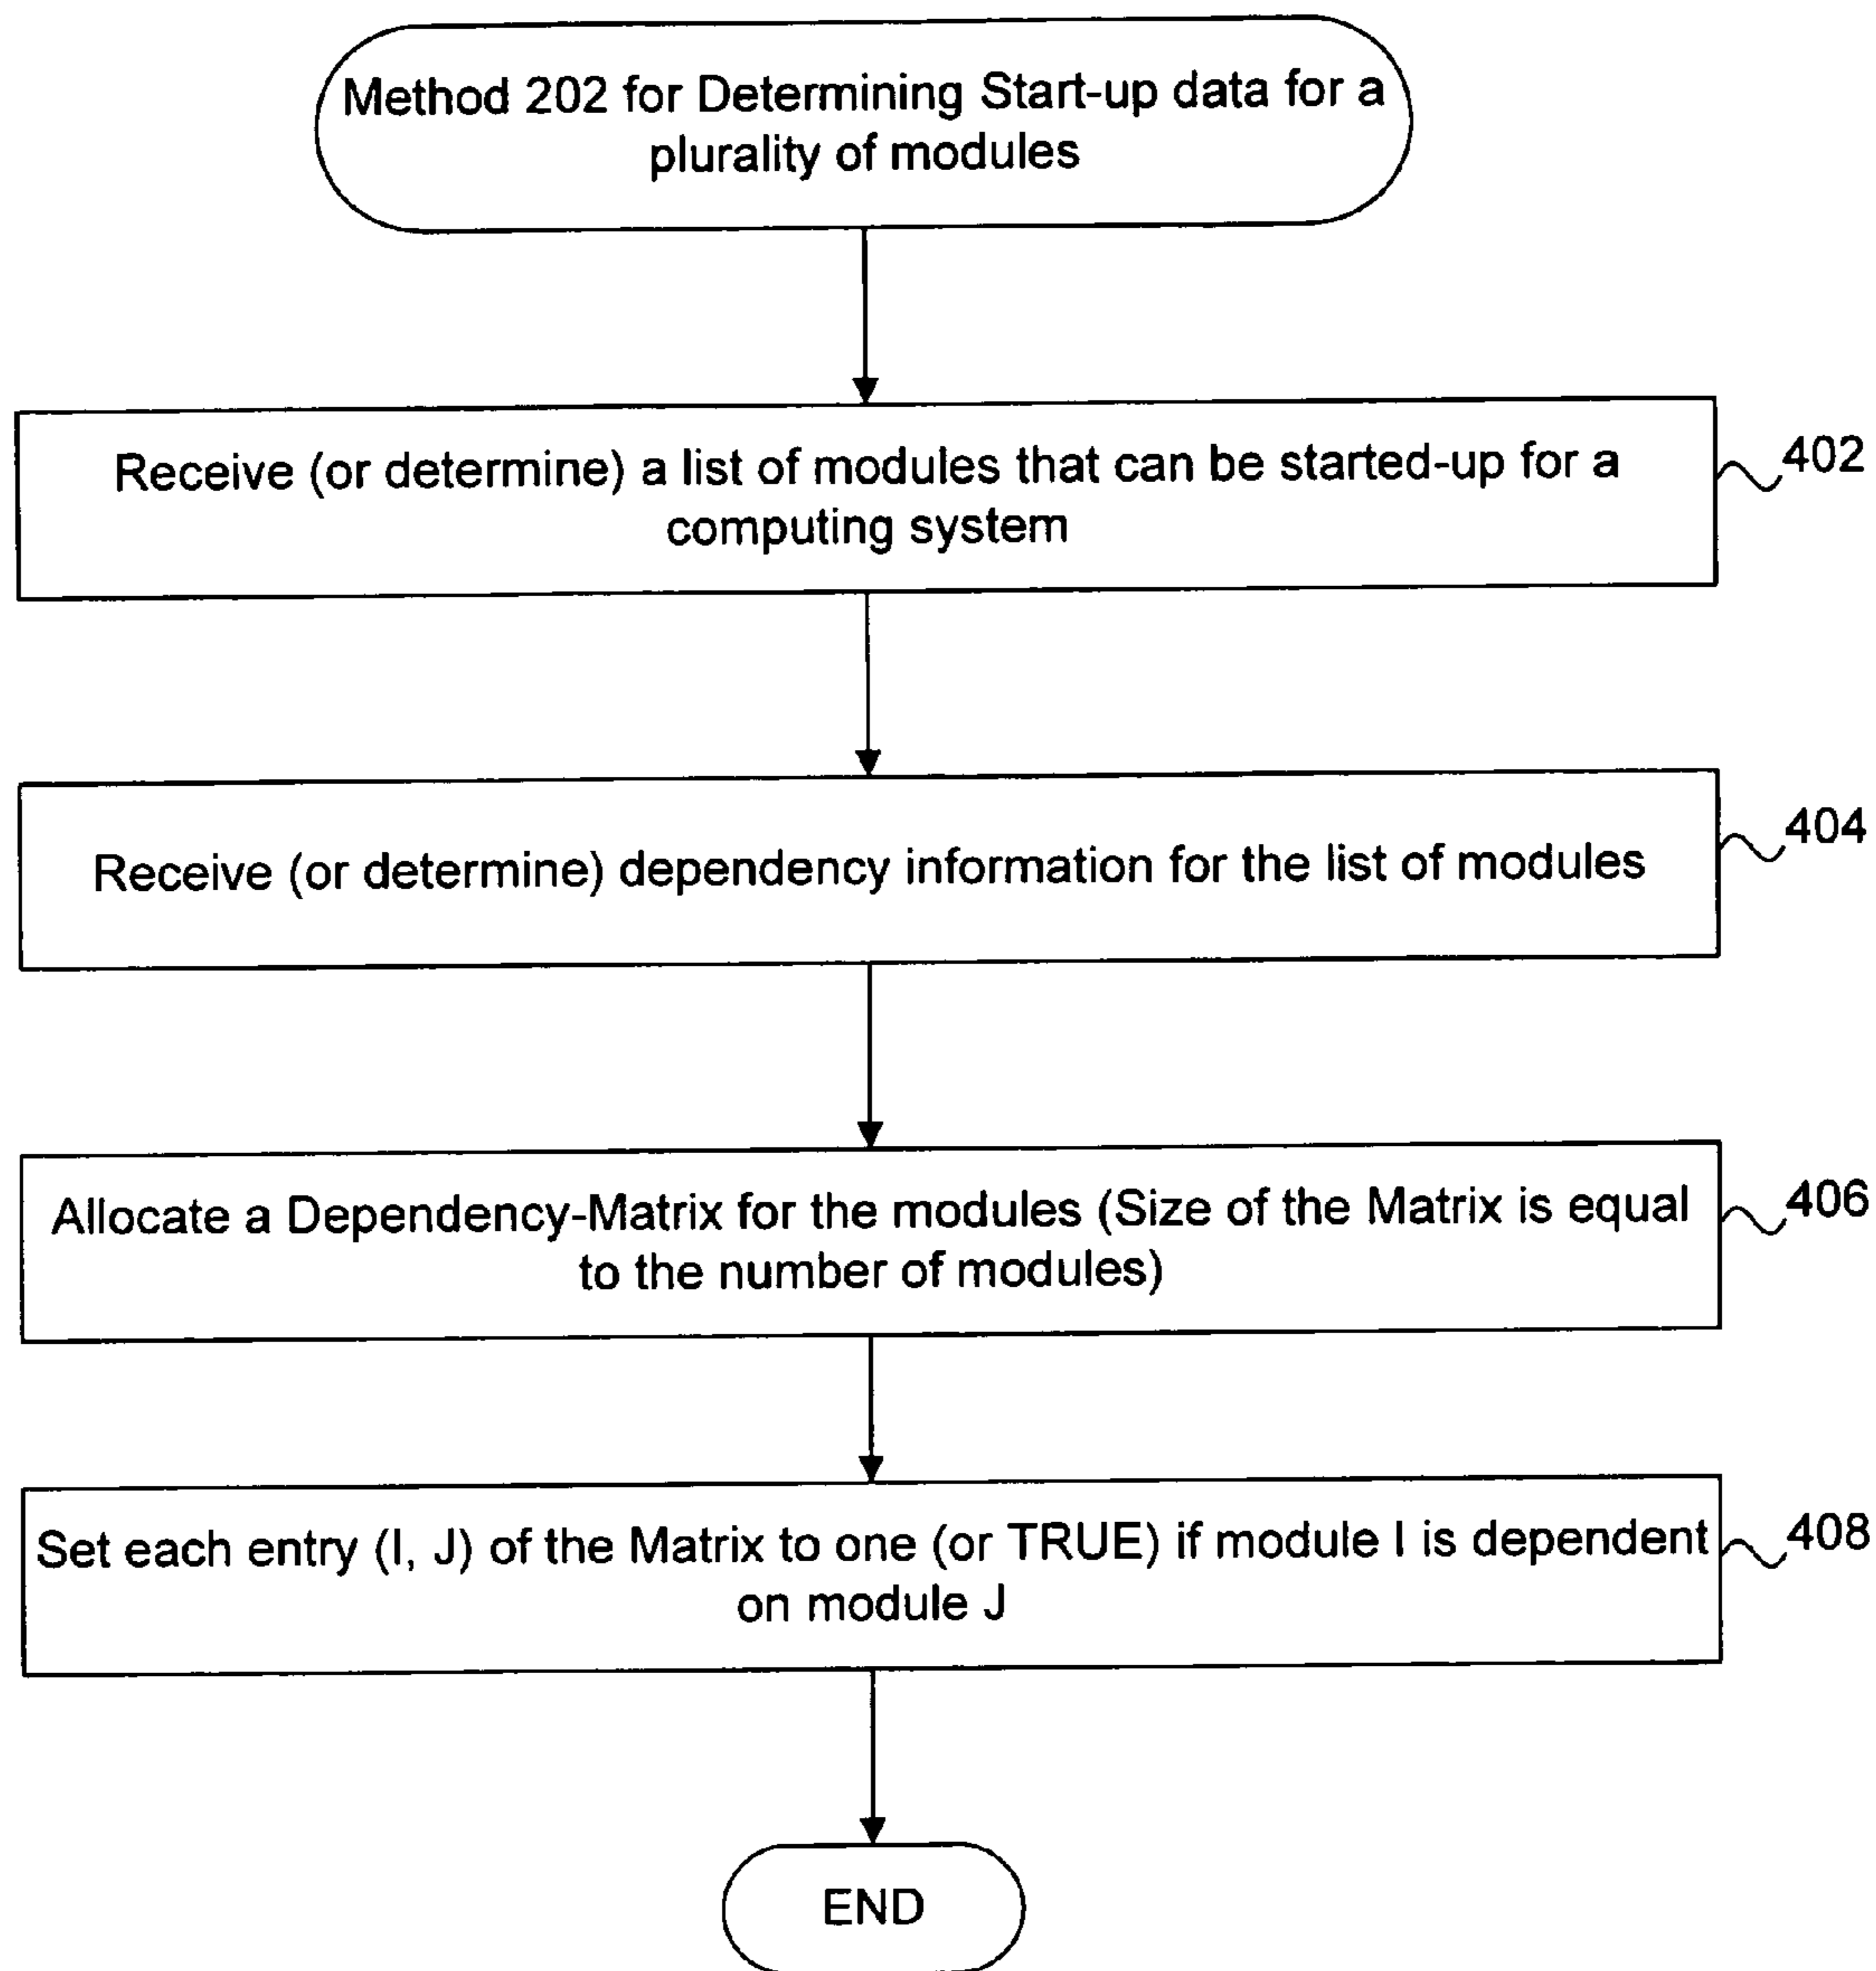 Method 202 for Determining Start-up data for a
plurality of modules
Receive (or determine) a list of modules that can be started-up for a
computing system
402
Receive (or determine) dependency information for the list of modules
404
Allocate a Dependency-Matrix for the modules (Size of the Matrix is equal
to the number of modules)
406
Set each entry (I, J) of the Matrix to one (or TRUE) if module I is dependent
on module J
408
END